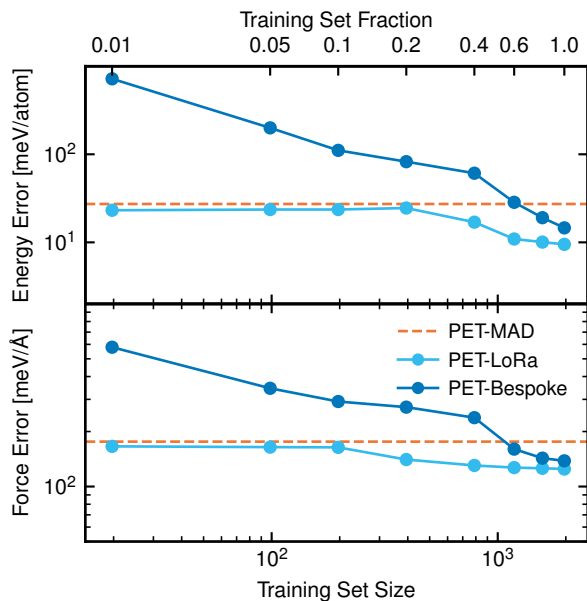 Training Set Fraction
0.01 0.05 0.1 0.2 0.4 0.6 1.0
Energy Error [meV/atom]
10²
10¹
Force Error [meV/Å]
10²
PET-MAD
PET-LoRa
PET-Bespoke
10² 10³
Training Set Size